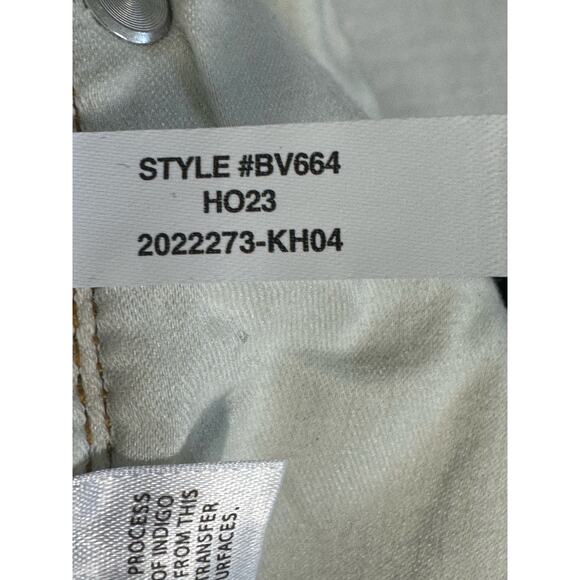 STYLE #BV664
HO23
2022273-KH04
PROCESS
OF INDIGO
FROM THIS
TRANSFER
URFACES.